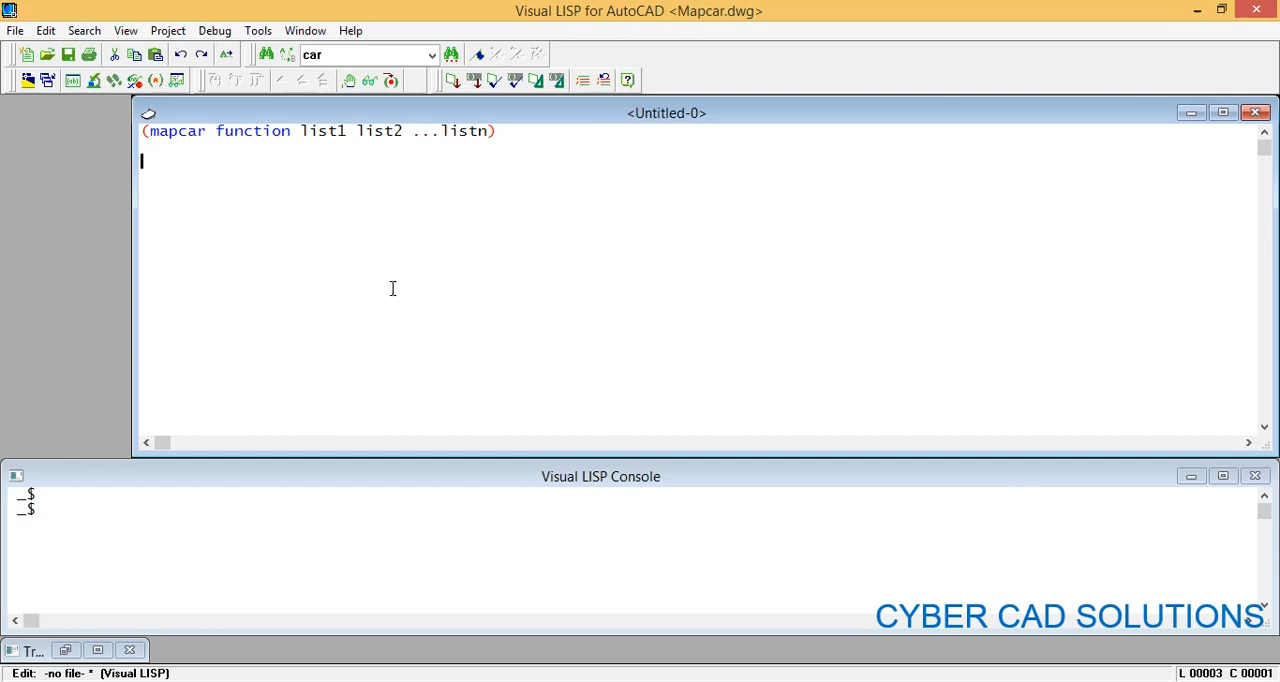 Visual LISP for AutoCAD <Mapcar.dwg>
File Edit Search View Project Debug Tools Window Help
car
<Untitled-0>
(mapcar function list1 list2 ...listn)
Visual LISP Console
_$
_$
CYBER CAD SOLUTIONS
Tr...
Edit: -no file- * (Visual LISP)
L 00003 C 00001